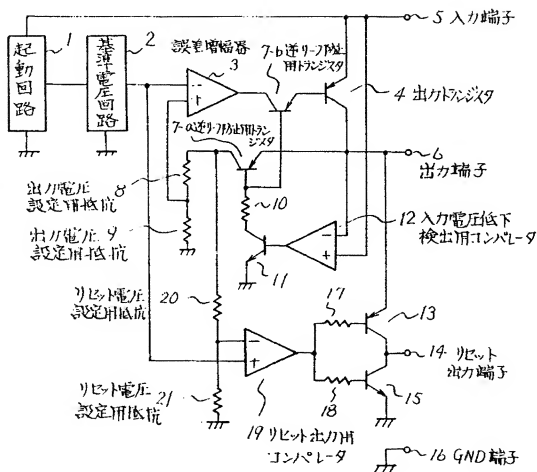 起動回路
1
基準電圧回路
2
誤差増幅器
3
7-b逆リーク防止
用トランジスタ
5 入力端子
4 出力トランジスタ
7-a逆リーク防止用トラン
ジスタ
6
出力端子
出力電圧
設定用抵抗
8
出力電圧
設定用抵抗
9
10
11
12 入力電圧低下
検出用コンパレータ
リセット電圧
設定用抵抗
20
17
13
14 リセット
出力端子
18
15
リセット電圧
設定用抵抗
21
19 リセット出力用
コンパレータ
16 GND 端子